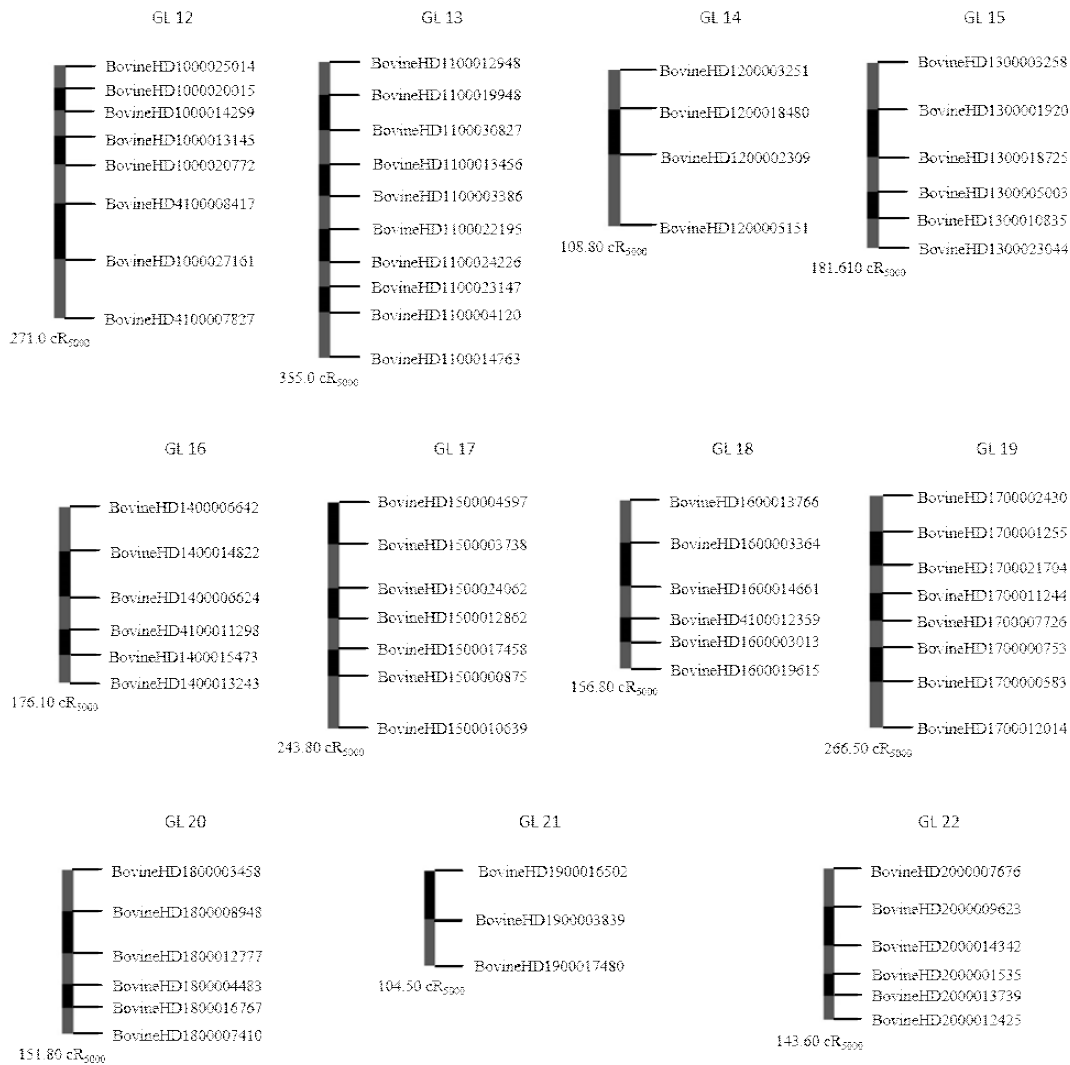 GL 12
BovineHD1000025014
BovineHD1000020015
BovineHD1000014299
BovineHD1000013145
BovineHD1000020772
BovineHD4100008417
BovineHD1000027161
BovineHD4100007827
271.0 cR5000
GL 13
BovineHD1100012948
BovineHD1100019948
BovineHD1100030827
BovineHD1100013456
BovineHD1100003386
BovineHD1100022195
BovineHD1100024226
BovineHD1100023147
BovineHD1100004120
BovineHD1100014763
335.0 cR5000
GL 14
BovineHD1200003251
BovineHD1200018480
BovineHD1200002309
BovineHD1200005151
108.80 cR5000
GL 15
BovineHD1300003258
BovineHD1300001920
BovineHD1300018725
BovineHD1300005003
BovineHD1300010835
BovineHD1300023044
181.610 cR5000
GL 16
BovineHD1400006642
BovineHD1400014822
BovineHD1400006624
BovineHD4100011298
BovineHD1400015473
BovineHD1400013243
176.10 cR5000
GL 17
BovineHD1500004597
BovineHD1500003738
BovineHD1500024062
BovineHD1500012862
BovineHD1500017458
BovineHD1500000875
BovineHD1500010639
243.80 cR5000
GL 18
BovineHD1600013766
BovineHD1600003364
BovineHD1600014661
BovineHD4100012359
BovineHD1600003013
BovineHD1600019615
156.80 cR5000
GL 19
BovineHD1700002430
BovineHD1700001255
BovineHD1700021704
BovineHD1700011244
BovineHD1700007726
BovineHD1700000753
BovineHD1700000583
BovineHD1700012014
266.50 cR5000
GL 20
BovineHD1800003458
BovineHD1800008948
BovineHD1800012777
BovineHD1800004483
BovineHD1800016767
BovineHD1800007410
151.80 cR5000
GL 21
BovineHD1900016502
BovineHD1900003839
BovineHD1900017480
104.50 cR5000
GL 22
BovineHD2000007676
BovineHD2000009623
BovineHD2000014342
BovineHD2000001535
BovineHD2000013739
BovineHD2000012425
143.60 cR5000